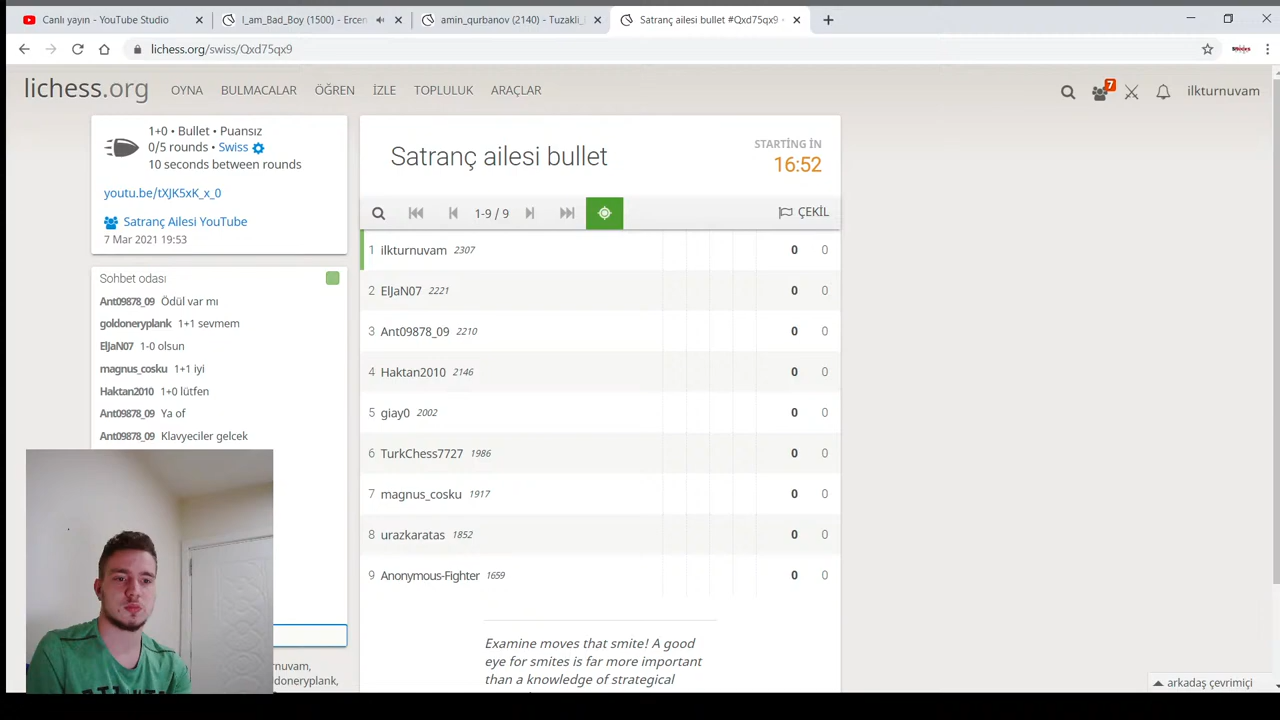 Canlı yayın - YouTube Studio
I_am_Bad_Boy (1500) - Ercen
amin_qurbanov (2140) - Tuzakli_
Satranç ailesi bullet #Qxd75qx9 -
lichess.org/swiss/Qxd75qx9
lichess.org
OYNA
BULMACALAR
ÖĞREN
İZLE
TOPLULUK
ARAÇLAR
7
ilkturnuvam
1+0 • Bullet • Puansız
0/5 rounds • Swiss
10 seconds between rounds
youtu.be/tXJK5xK_x_0
Satranç Ailesi YouTube
7 Mar 2021 19:53
Sohbet odası
Ant09878_09 Ödül var mı
goldoneryplank 1+1 sevmem
ElJaN07 1-0 olsun
magnus_cosku 1+1 iyi
Haktan2010 1+0 lütfen
Ant09878_09 Ya of
Ant09878_09 Klavyeciler gelcek
nuvam,
doneryplank,
Satranç ailesi bullet
STARTİNG İN
16:52
1-9 / 9
ÇEKİL
1 ilkturnuvam 2307 0 0
2 ElJaN07 2221 0 0
3 Ant09878_09 2210 0 0
4 Haktan2010 2146 0 0
5 giay0 2002 0 0
6 TurkChess7727 1986 0 0
7 magnus_cosku 1917 0 0
8 urazkaratas 1852 0 0
9 Anonymous-Fighter 1659 0 0
Examine moves that smite! A good
eye for smites is far more important
than a knowledge of strategical
arkadaş çevrimiçi